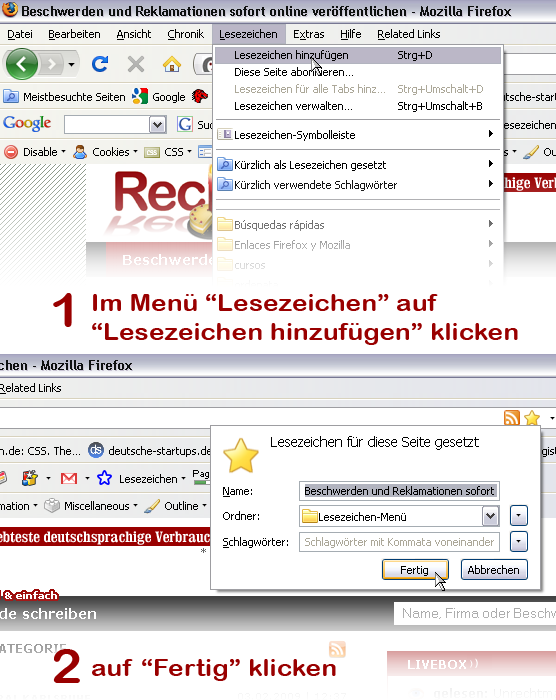 Beschwerden und Reklamationen sofort online veröffentlichen - Mozilla Firefox
Datei Bearbeiten Ansicht Chronik Lesezeichen Extras Hilfe Related Links
Lesezeichen hinzufügen Strg+D
Diese Seite abonnieren...
Lesezeichen für alle Tabs hinz... Strg+Umschalt+D
Lesezeichen verwalten... Strg+Umschalt+B
Meistbesuchte Seiten Google
Google
Lesezeichen-Symbolleiste
Disable Cookies CSS
Kürzlich als Lesezeichen gesetzt
Kürzlich verwendete Schlagwörter
Búsquedas rápidas
Enlaces Firefox y Mozilla
cursos
Beschwerden
1 Im Menü “Lesezeichen” auf
“Lesezeichen hinzufügen” klicken
chen - Mozilla Firefox
Related Links
n.de: CSS. The... deutsche-startups.de
Lesezeichen Pag
mation Miscellaneous Outline
ebteste deutschsprachige Verbrauc
*
Lesezeichen für diese Seite gesetzt
Name: Beschwerden und Reklamationen sofort
Ordner: Lesezeichen-Menü
Schlagwörter: Schlagwörter mit Kommata voneinander
Fertig Abbrechen
& einfach
de schreiben
Name, Firma oder Beschw
ATEGORIE
LIVEBOX
2 auf “Fertig” klicken